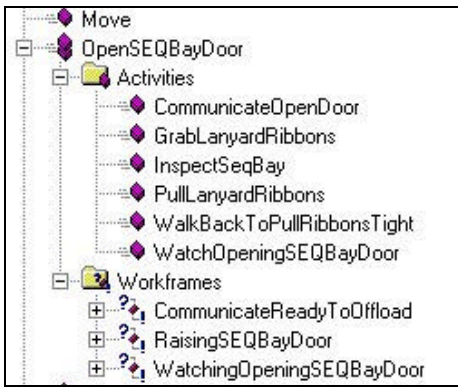 Move
OpenSEQBayDoor
Activities
CommunicateOpenDoor
GrabLanyardRibbons
InspectSeqBay
PullLanyardRibbons
WalkBackToPullRibbonsTight
WatchOpeningSEQBayDoor
Workframes
CommunicateReadyToOffload
RaisingSEQBayDoor
WatchingOpeningSEQBayDoor